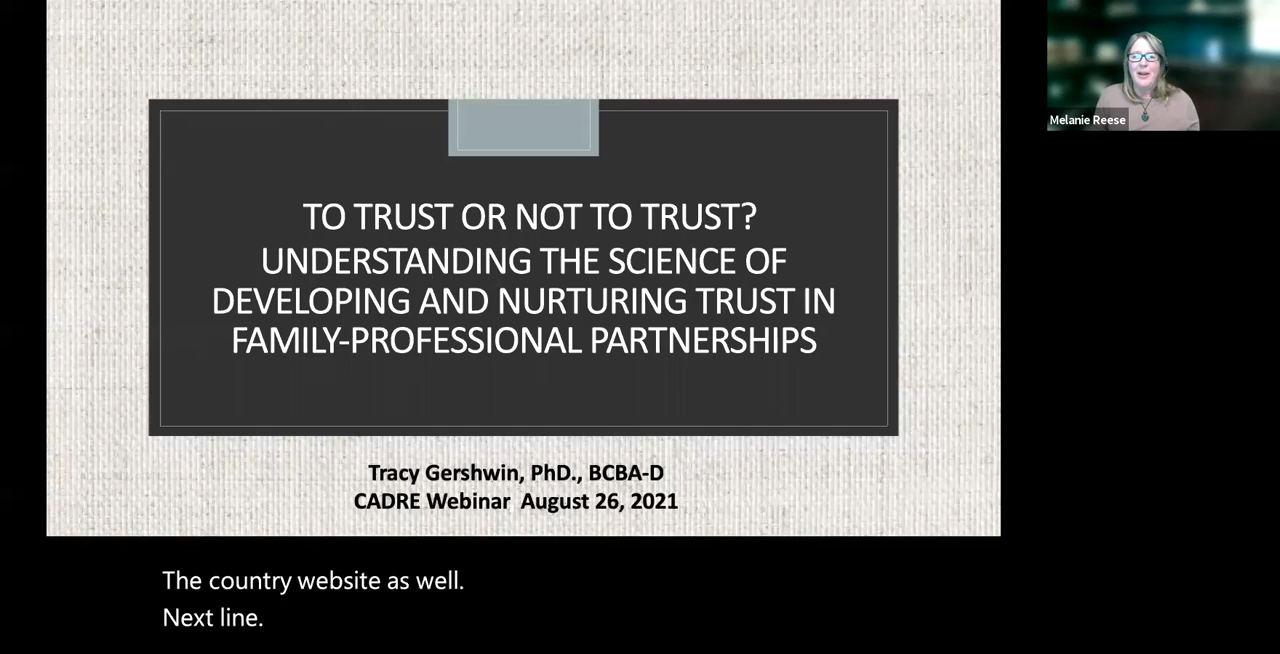 TO TRUST OR NOT TO TRUST?
UNDERSTANDING THE SCIENCE OF
DEVELOPING AND NURTURING TRUST IN
FAMILY-PROFESSIONAL PARTNERSHIPS
Tracy Gershwin, PhD., BCBA-D
CADRE Webinar August 26, 2021
Melanie Reese
The country website as well.
Next line.